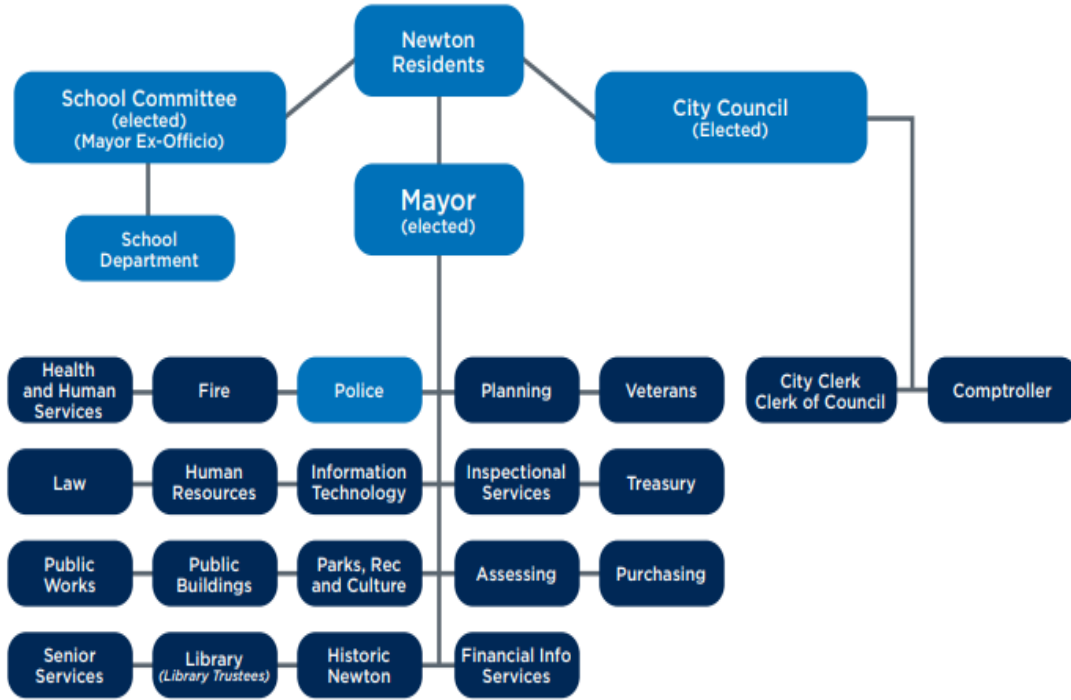 Newton
Residents
School Committee
(elected)
(Mayor Ex-Officio)
City Council
(Elected)
Mayor
(elected)
School
Department
Health
and Human
Services
Fire
Police
Planning
Veterans
City Clerk
Clerk of Council
Comptroller
Law
Human
Resources
Information
Technology
Inspectional
Services
Treasury
Public
Works
Public
Buildings
Parks, Rec
and Culture
Assessing
Purchasing
Senior
Services
Library
(Library Trustees)
Historic
Newton
Financial Info
Services